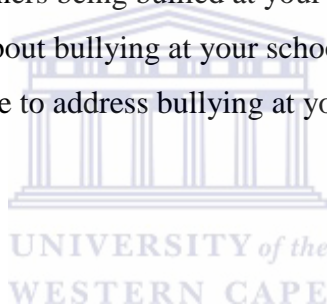 ners being bullied at your
bout bullying at your schoo
e to address bullying at yo
UNIVERSITY of the
WESTERN CAPE